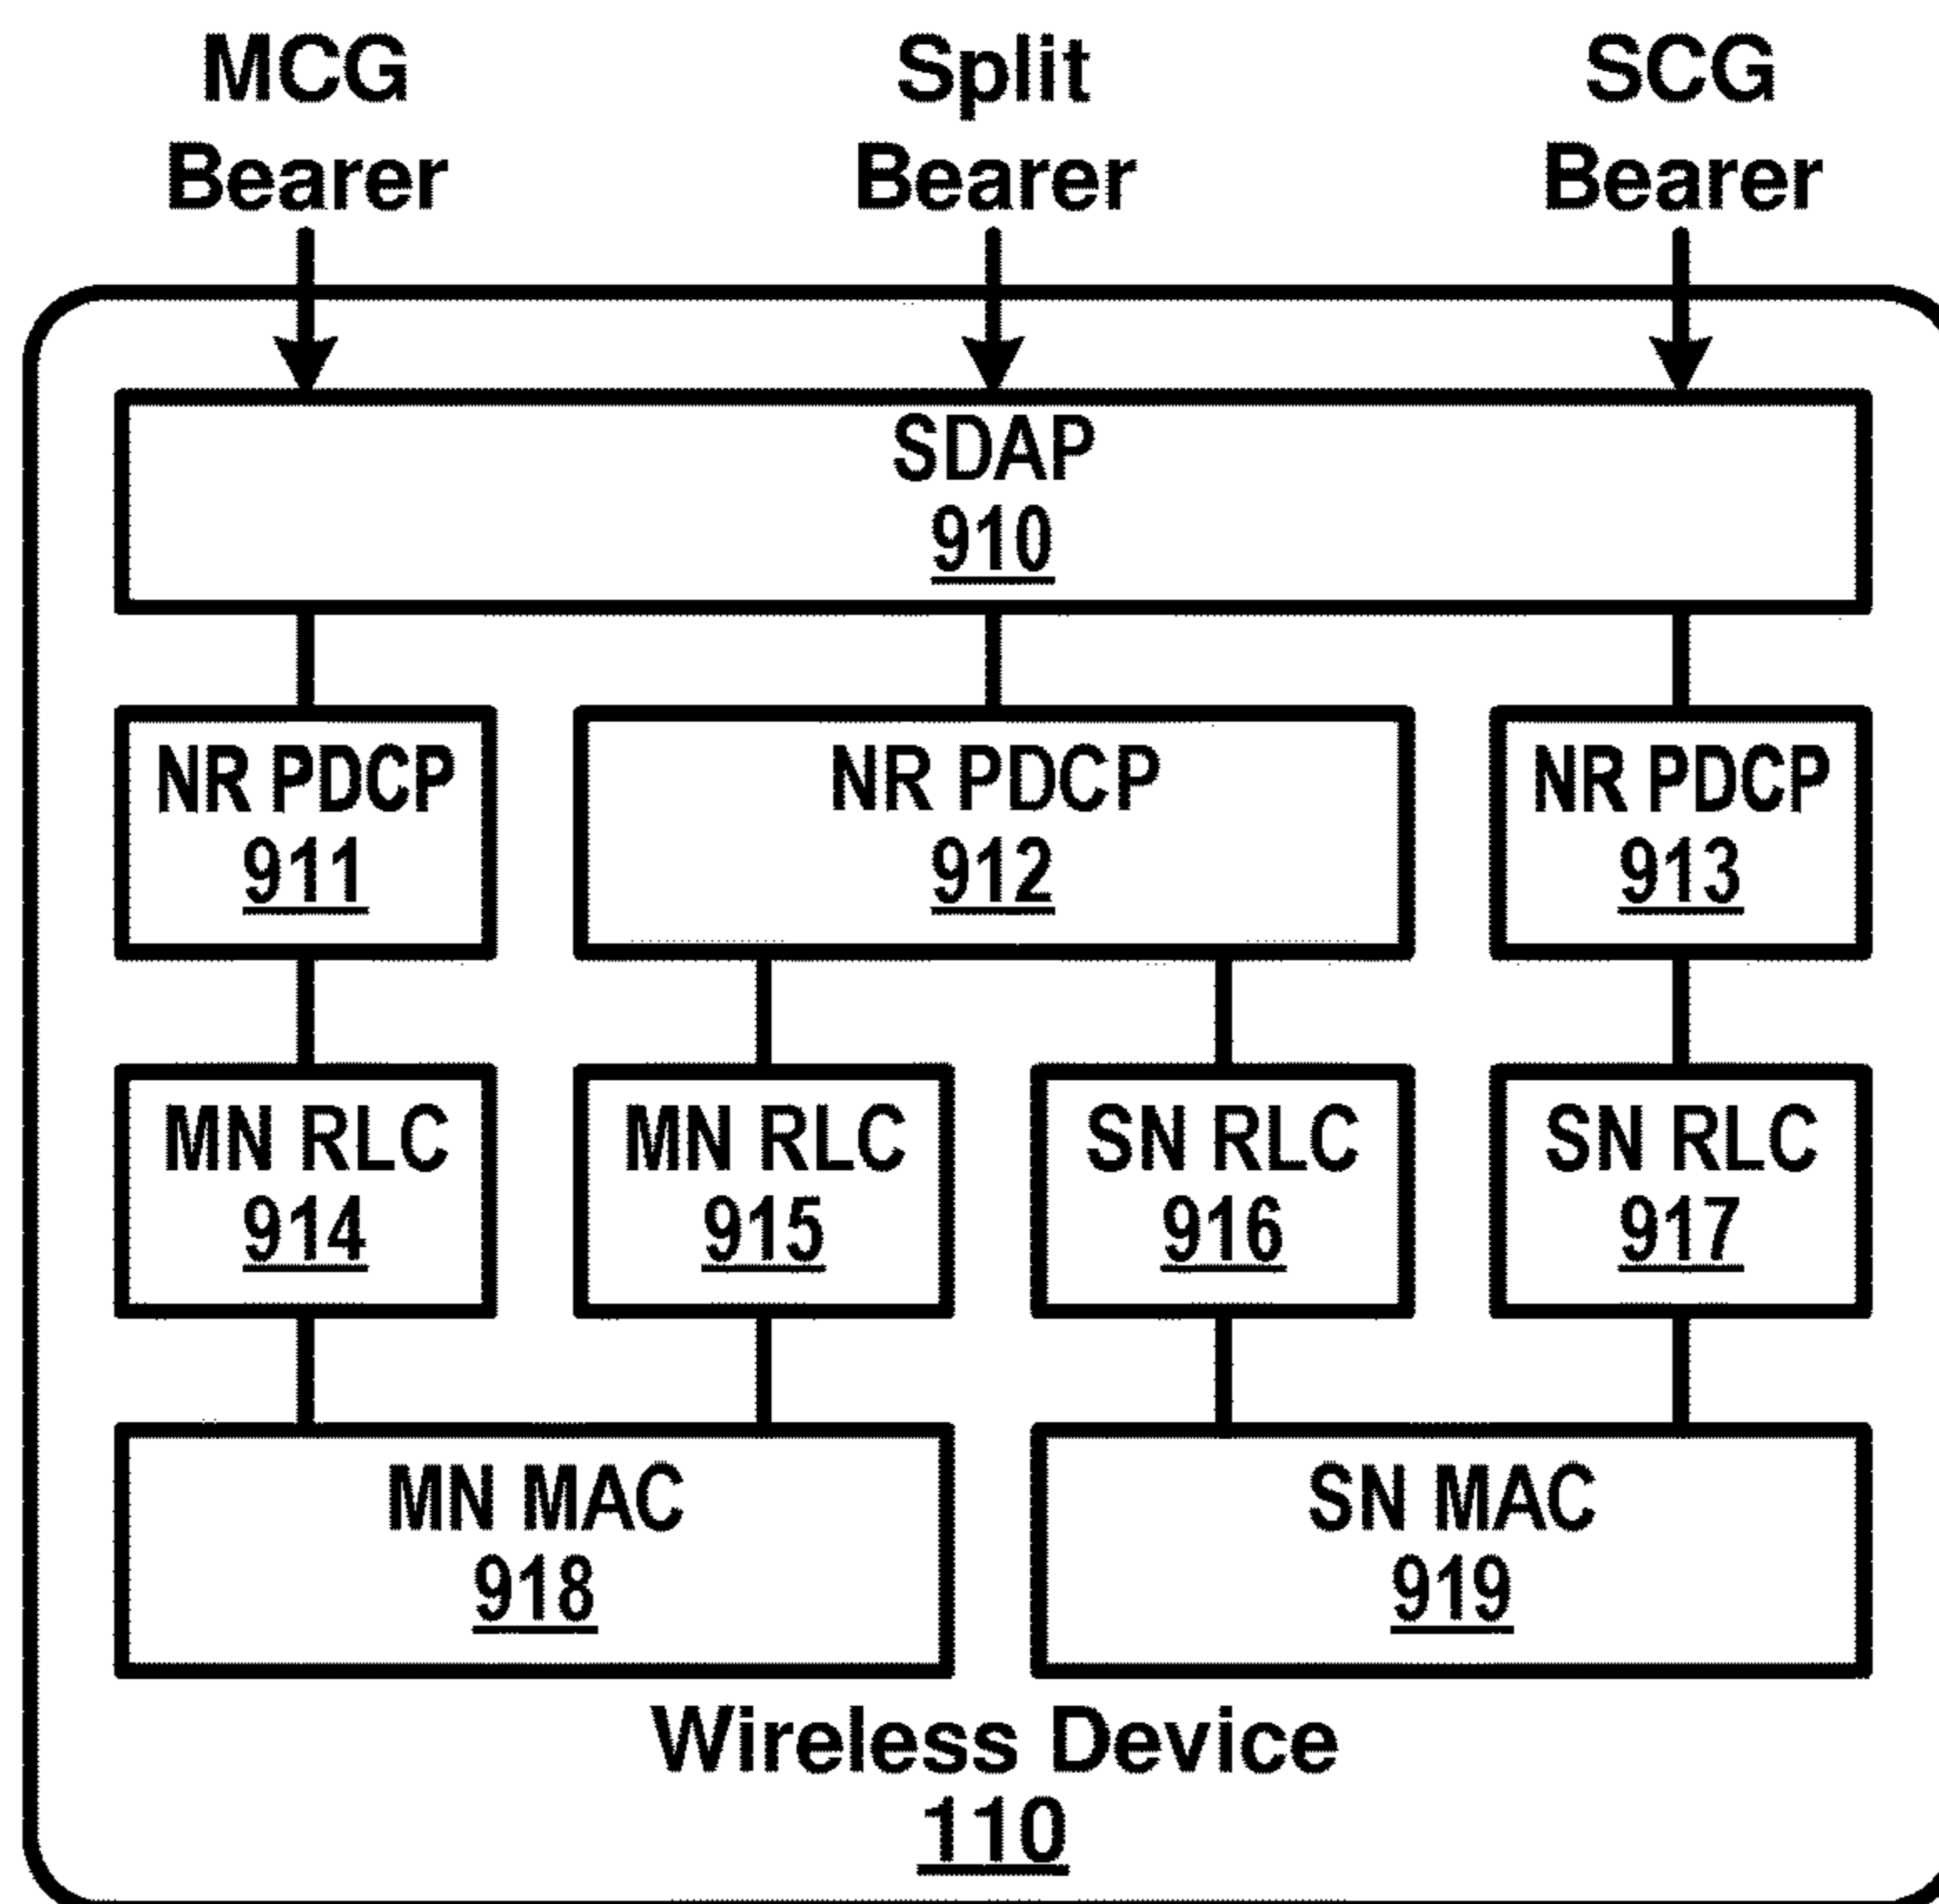 MCG
Bearer
Split
Bearer
SCG
Bearer
SDAP
910
NR PDCP
911
NR PDCP
912
NR PDCP
913
MN RLC
914
MN RLC
915
SN RLC
916
SN RLC
917
MN MAC
918
SN MAC
919
Wireless Device
110